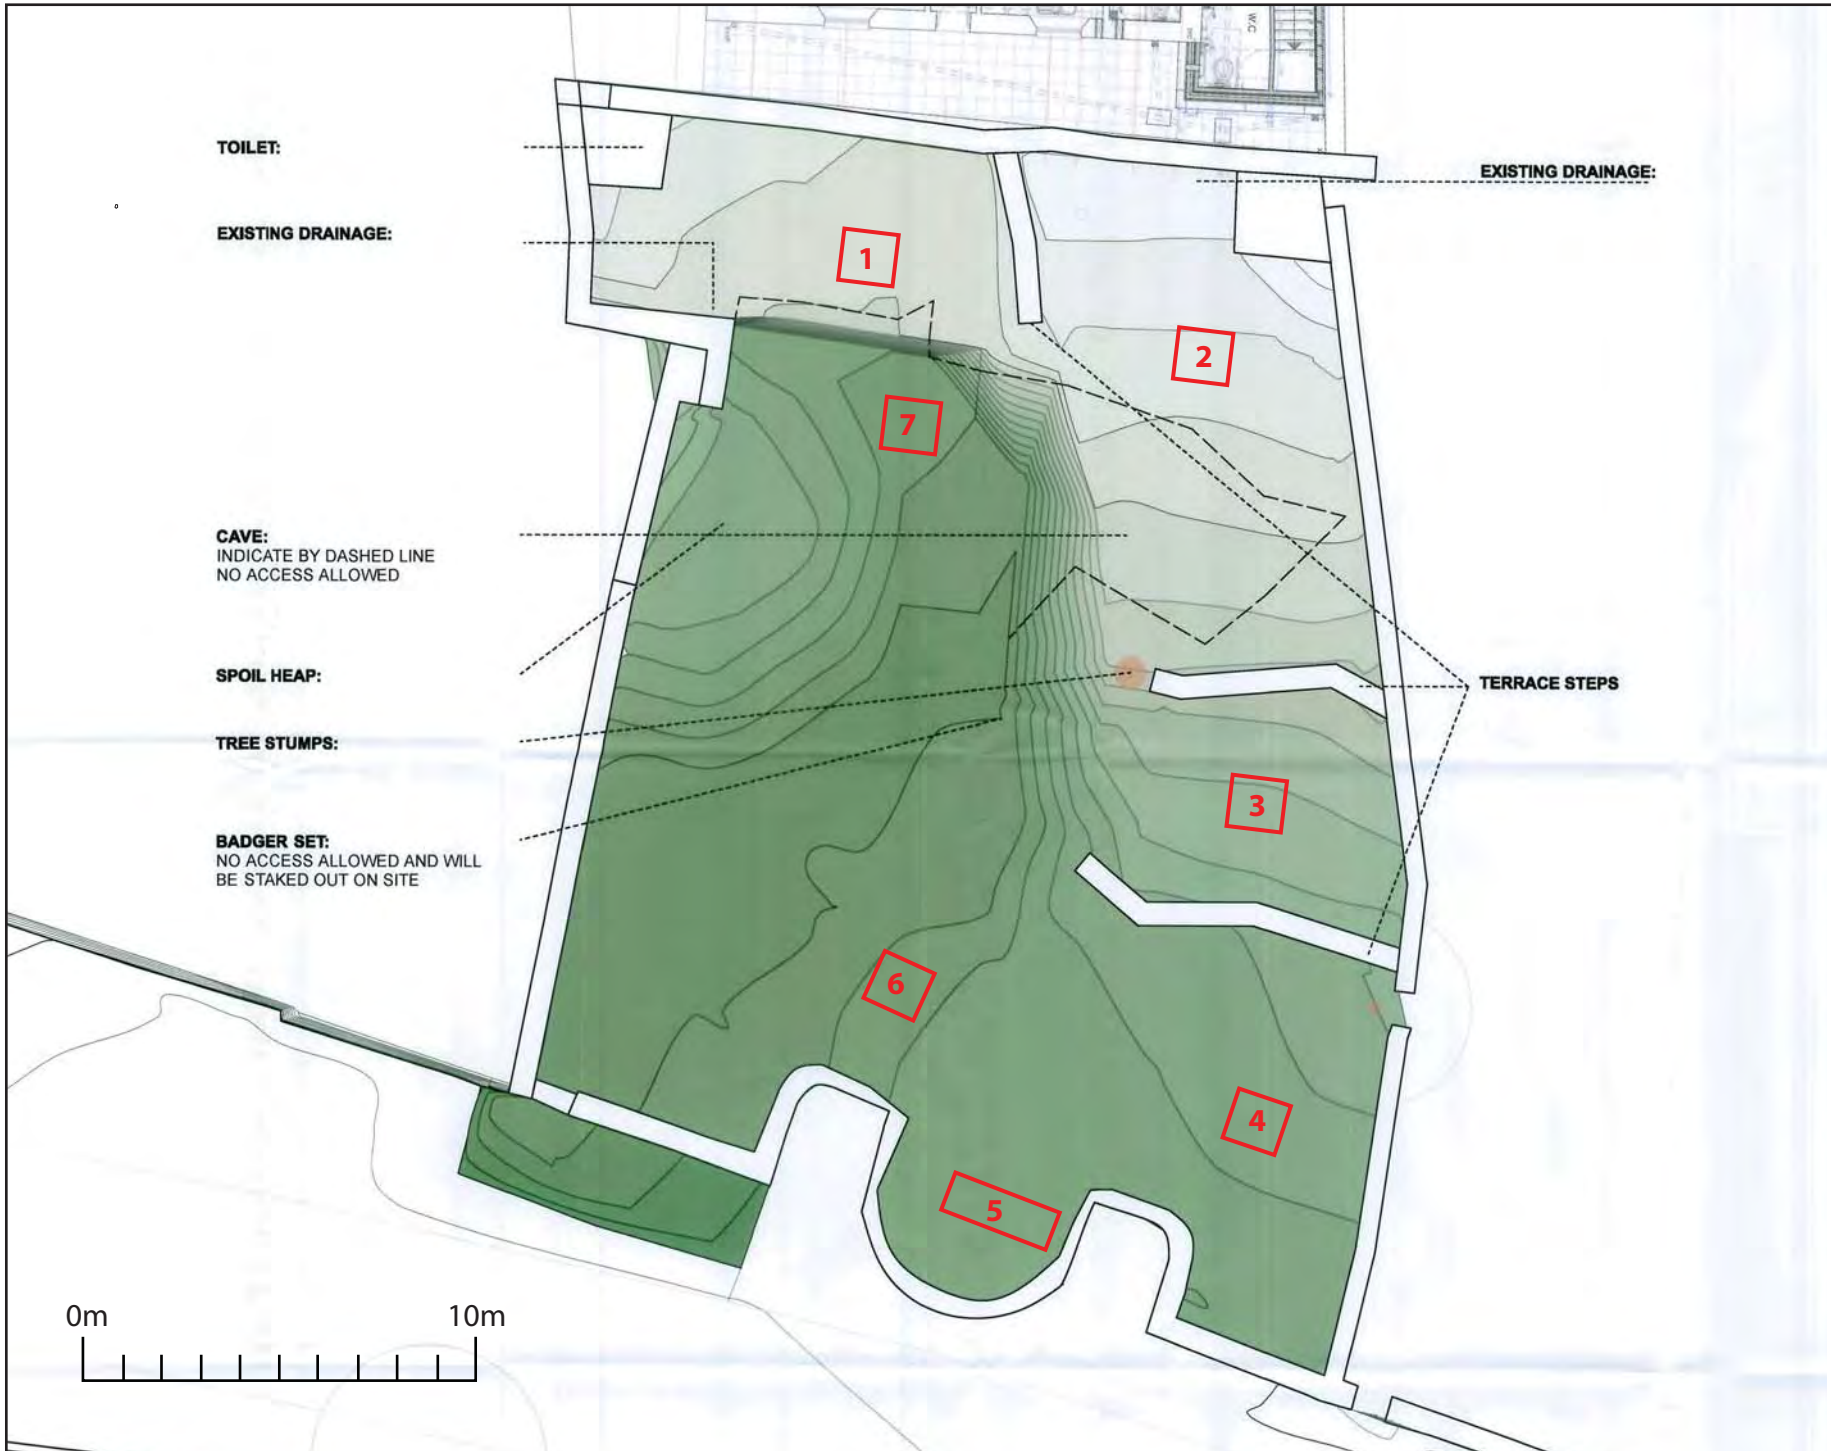 W.C
TOILET:
EXISTING DRAINAGE:
EXISTING DRAINAGE:
1
2
7
CAVE:
INDICATE BY DASHED LINE
NO ACCESS ALLOWED
SPOIL HEAP:
TERRACE STEPS
TREE STUMPS:
3
BADGER SET:
NO ACCESS ALLOWED AND WILL
BE STAKED OUT ON SITE
6
4
5
0m 10m